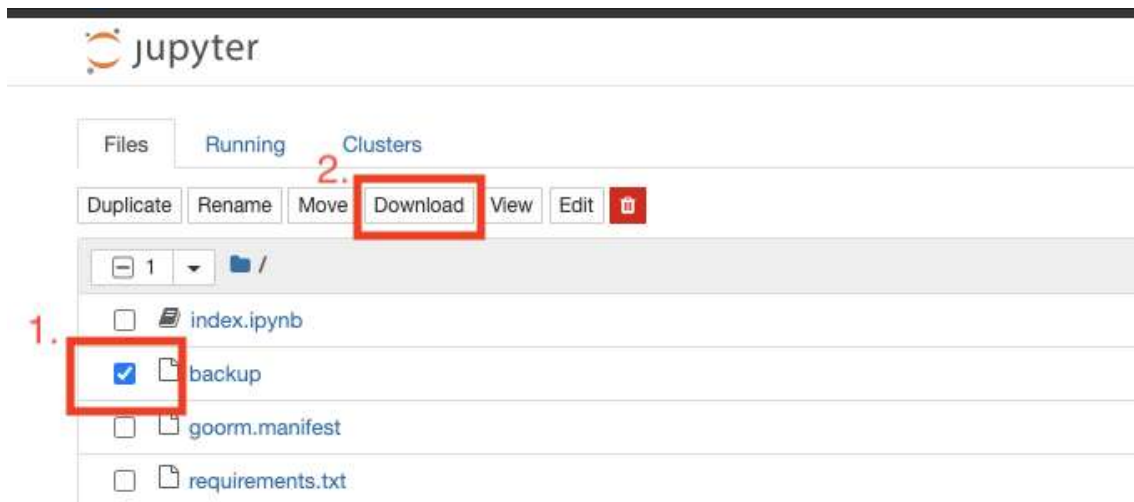 jupyter
Files Running Clusters
2.
Duplicate Rename Move Download View Edit
1 /
index.ipynb
1.
backup
goorm.manifest
requirements.txt